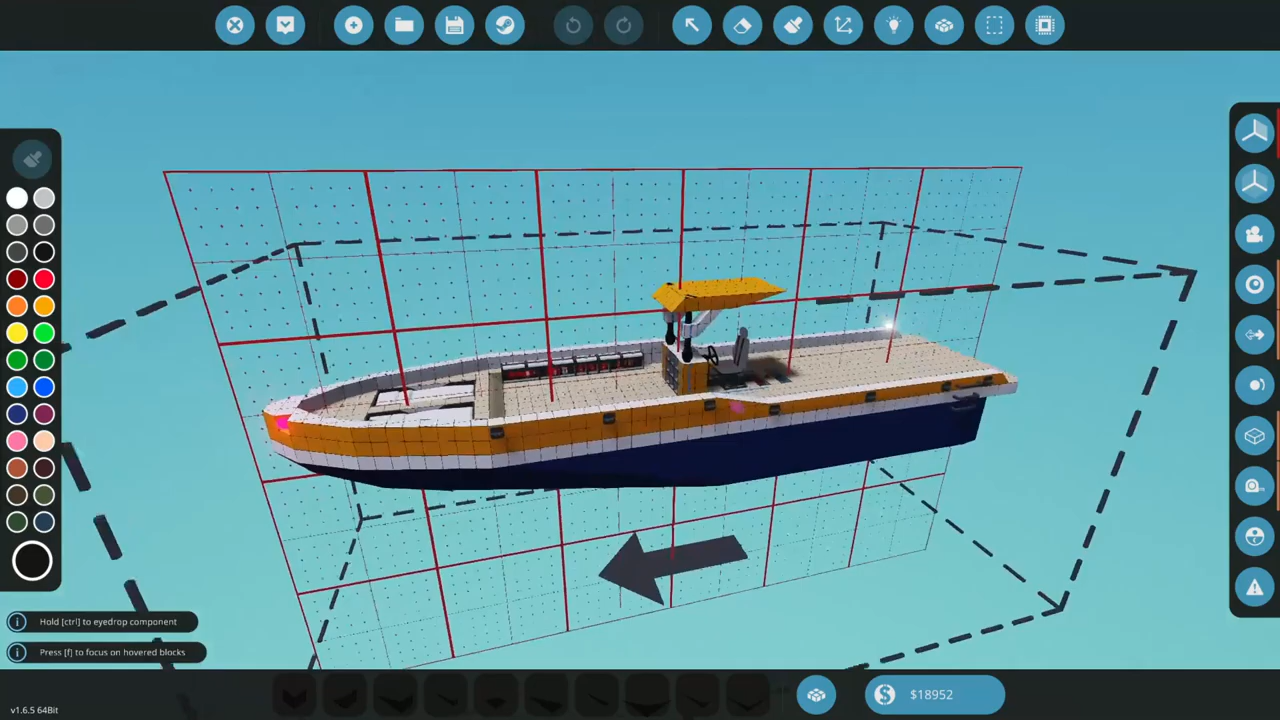 Hold [ctrl] to eyedrop component
Press [f] to focus on hovered blocks
$18952
v1.6.5 64Bit